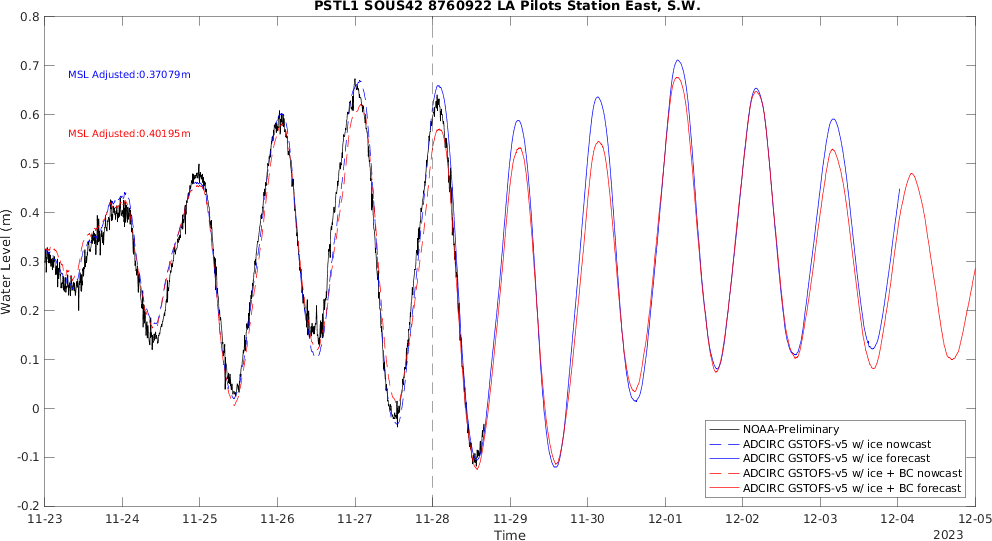 PSTL1 SOUS42 8760922 LA Pilots Station East, S.W.
0.8
0.7
0.6
0.5
0.4
0.3
0.2
0.1
0
-0.1
-0.2
Water Level (m)
MSL Adjusted:0.37079m
MSL Adjusted:0.40195m
NOAA-Preliminary
ADCIRC GSTOFS-v5 w/ ice nowcast
ADCIRC GSTOFS-v5 w/ ice forecast
ADCIRC GSTOFS-v5 w/ ice + BC nowcast
ADCIRC GSTOFS-v5 w/ ice + BC forecast
11-23 11-24 11-25 11-26 11-27 11-28 11-29 11-30 12-01 12-02 12-03 12-04 12-05
Time 2023